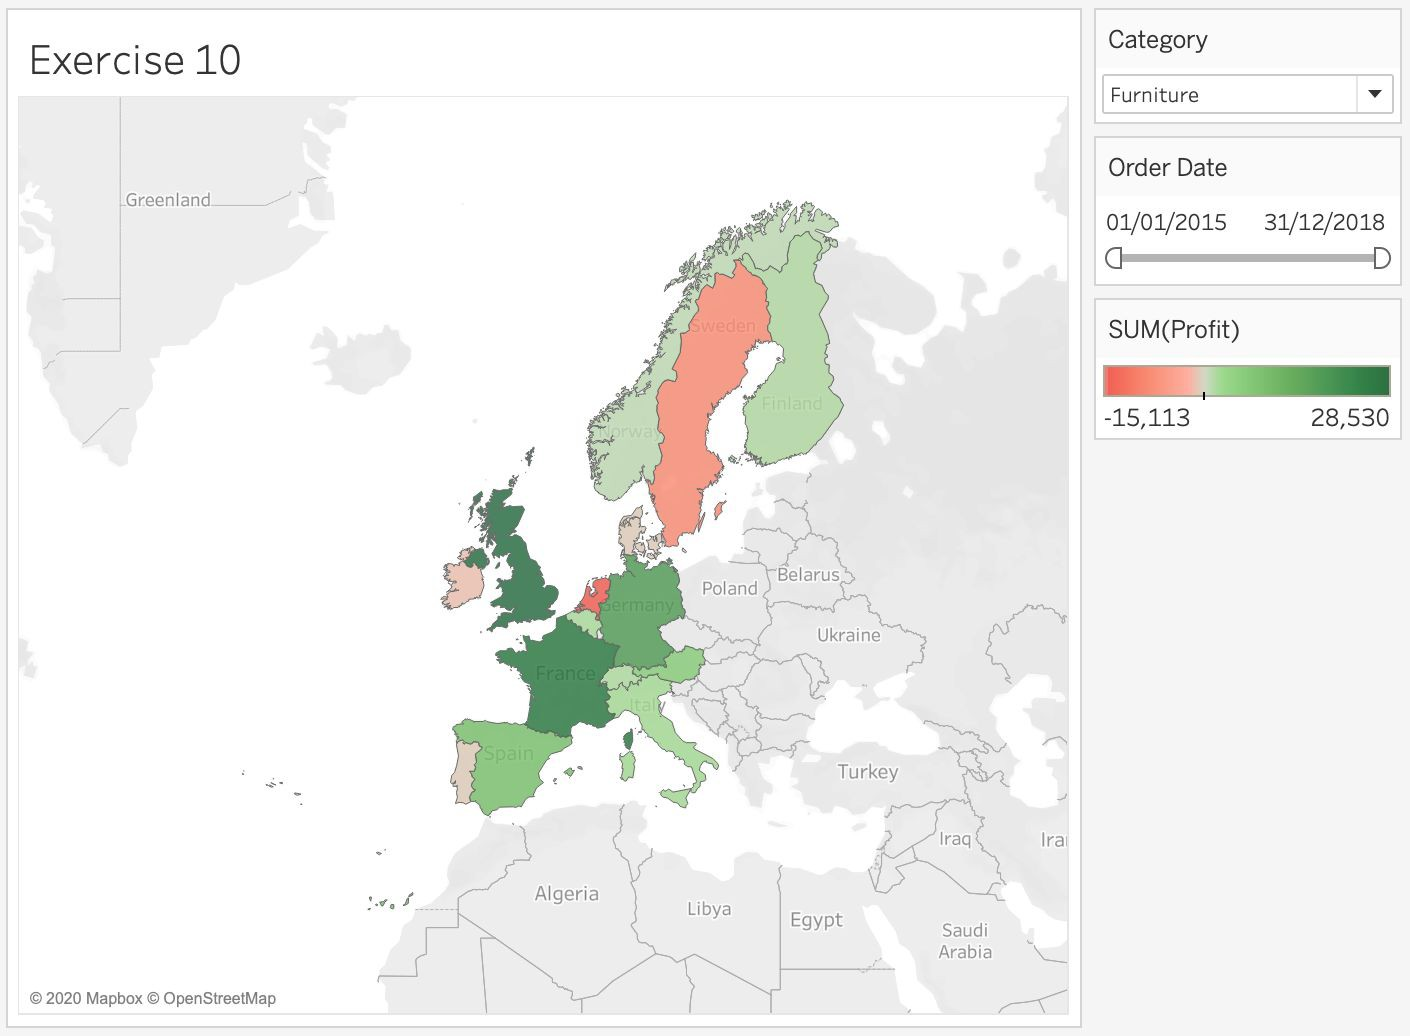 Exercise 10
Greenland
Sweden
Finland
Norway
Poland
Belarus
Germany
Ukraine
France
Italy
Spain
Turkey
Iraq
Iran
Algeria
Libya
Egypt
Saudi
Arabia
© 2020 Mapbox © OpenStreetMap
Category
Furniture
Order Date
01/01/2015 31/12/2018
SUM(Profit)
-15,113 28,530